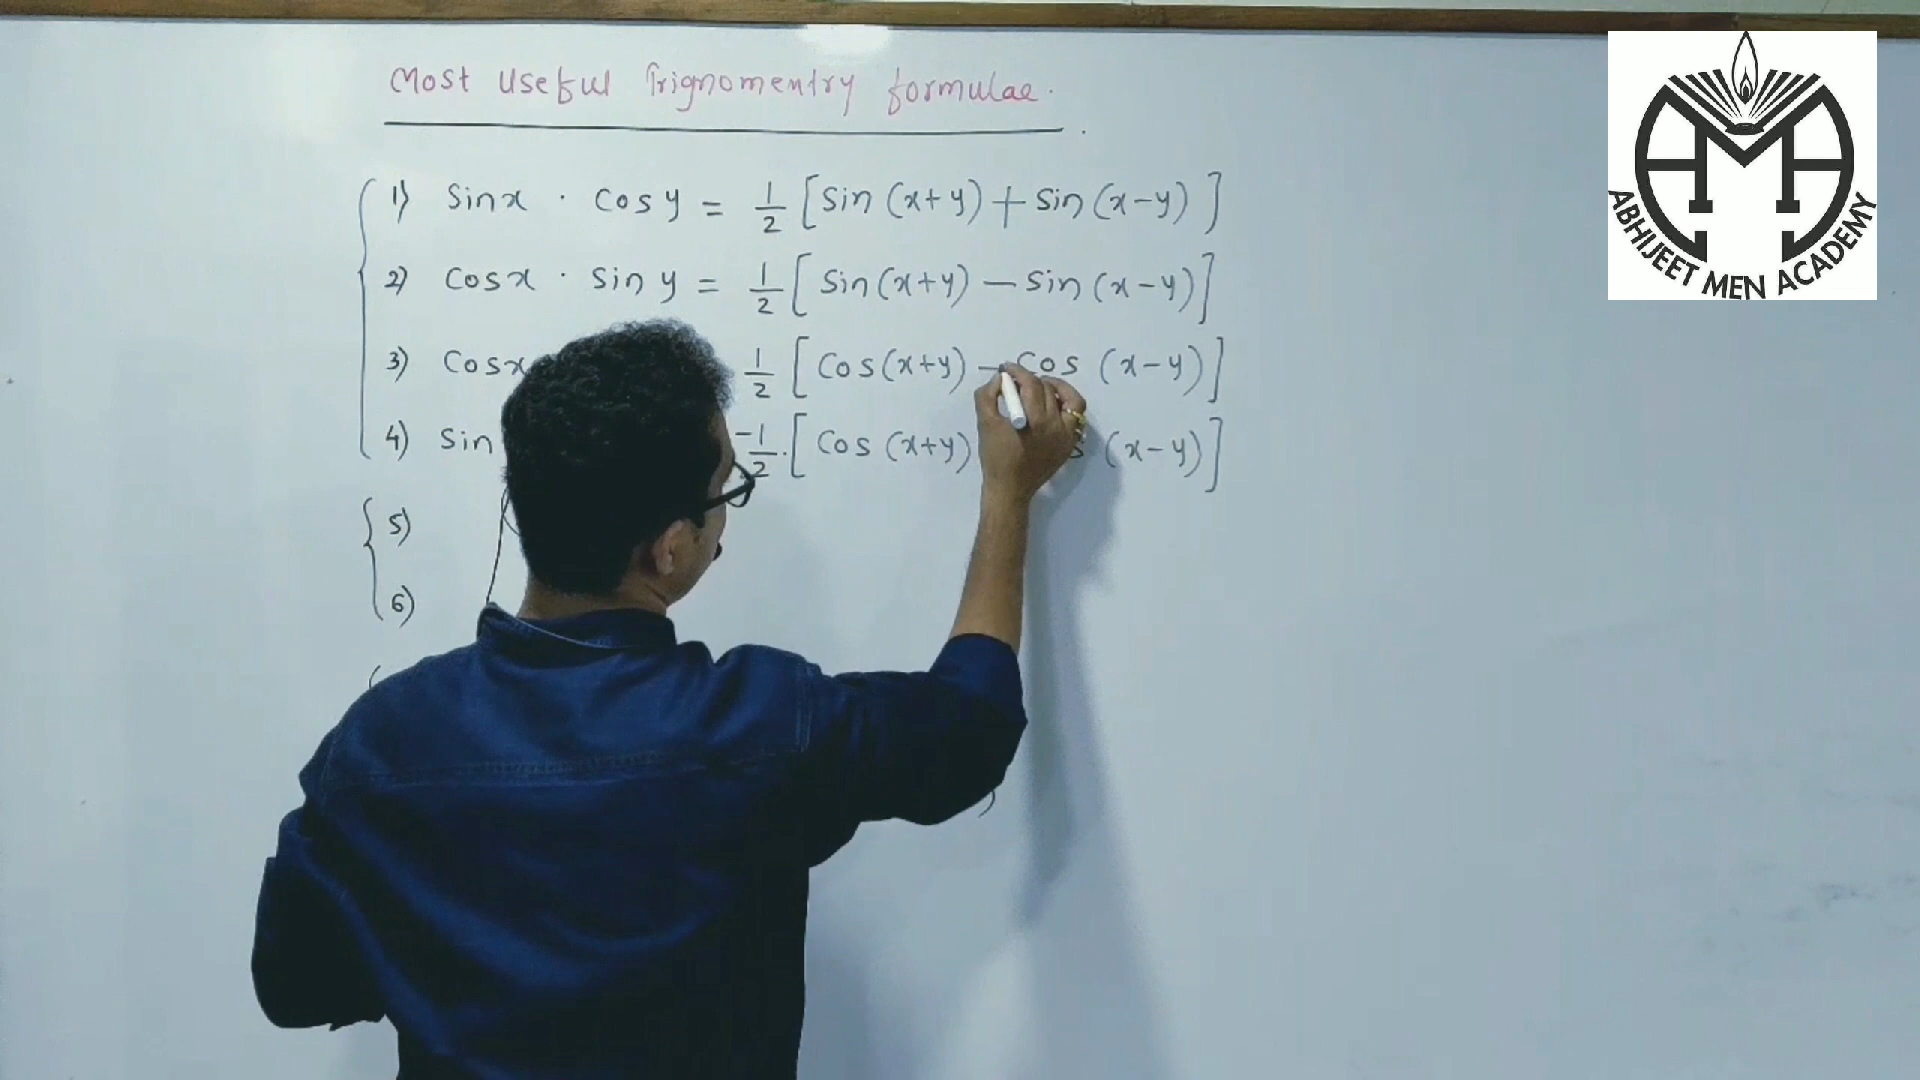 Most Useful Trignomentry formulae.
1) Sinx · Cosy = 1/2 [Sin (x+y) + Sin (x-y)]
2) Cosx · Siny = 1/2 [Sin(x+y) - Sin (x-y)]
3) Cosx 1/2 [Cos(x+y) - Cos (x-y)]
4) Sin -1/2 · [Cos (x+y) (x-y)]
5)
6)
ABHIJEET MEN ACADEMY